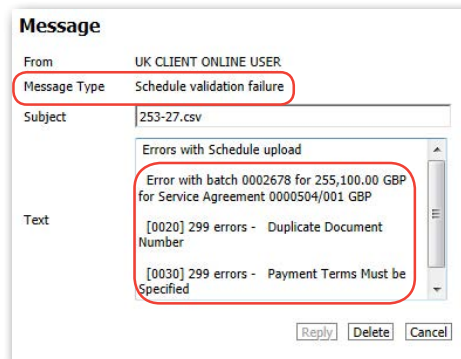 Message
From UK CLIENT ONLINE USER
Message Type Schedule validation failure
Subject 253-27.csv
Errors with Schedule upload
Error with batch 0002678 for 255,100.00 GBP
for Service Agreement 0000504/001 GBP
Text
[0020] 299 errors - Duplicate Document
Number
[0030] 299 errors - Payment Terms Must be
Specified
Reply Delete Cancel